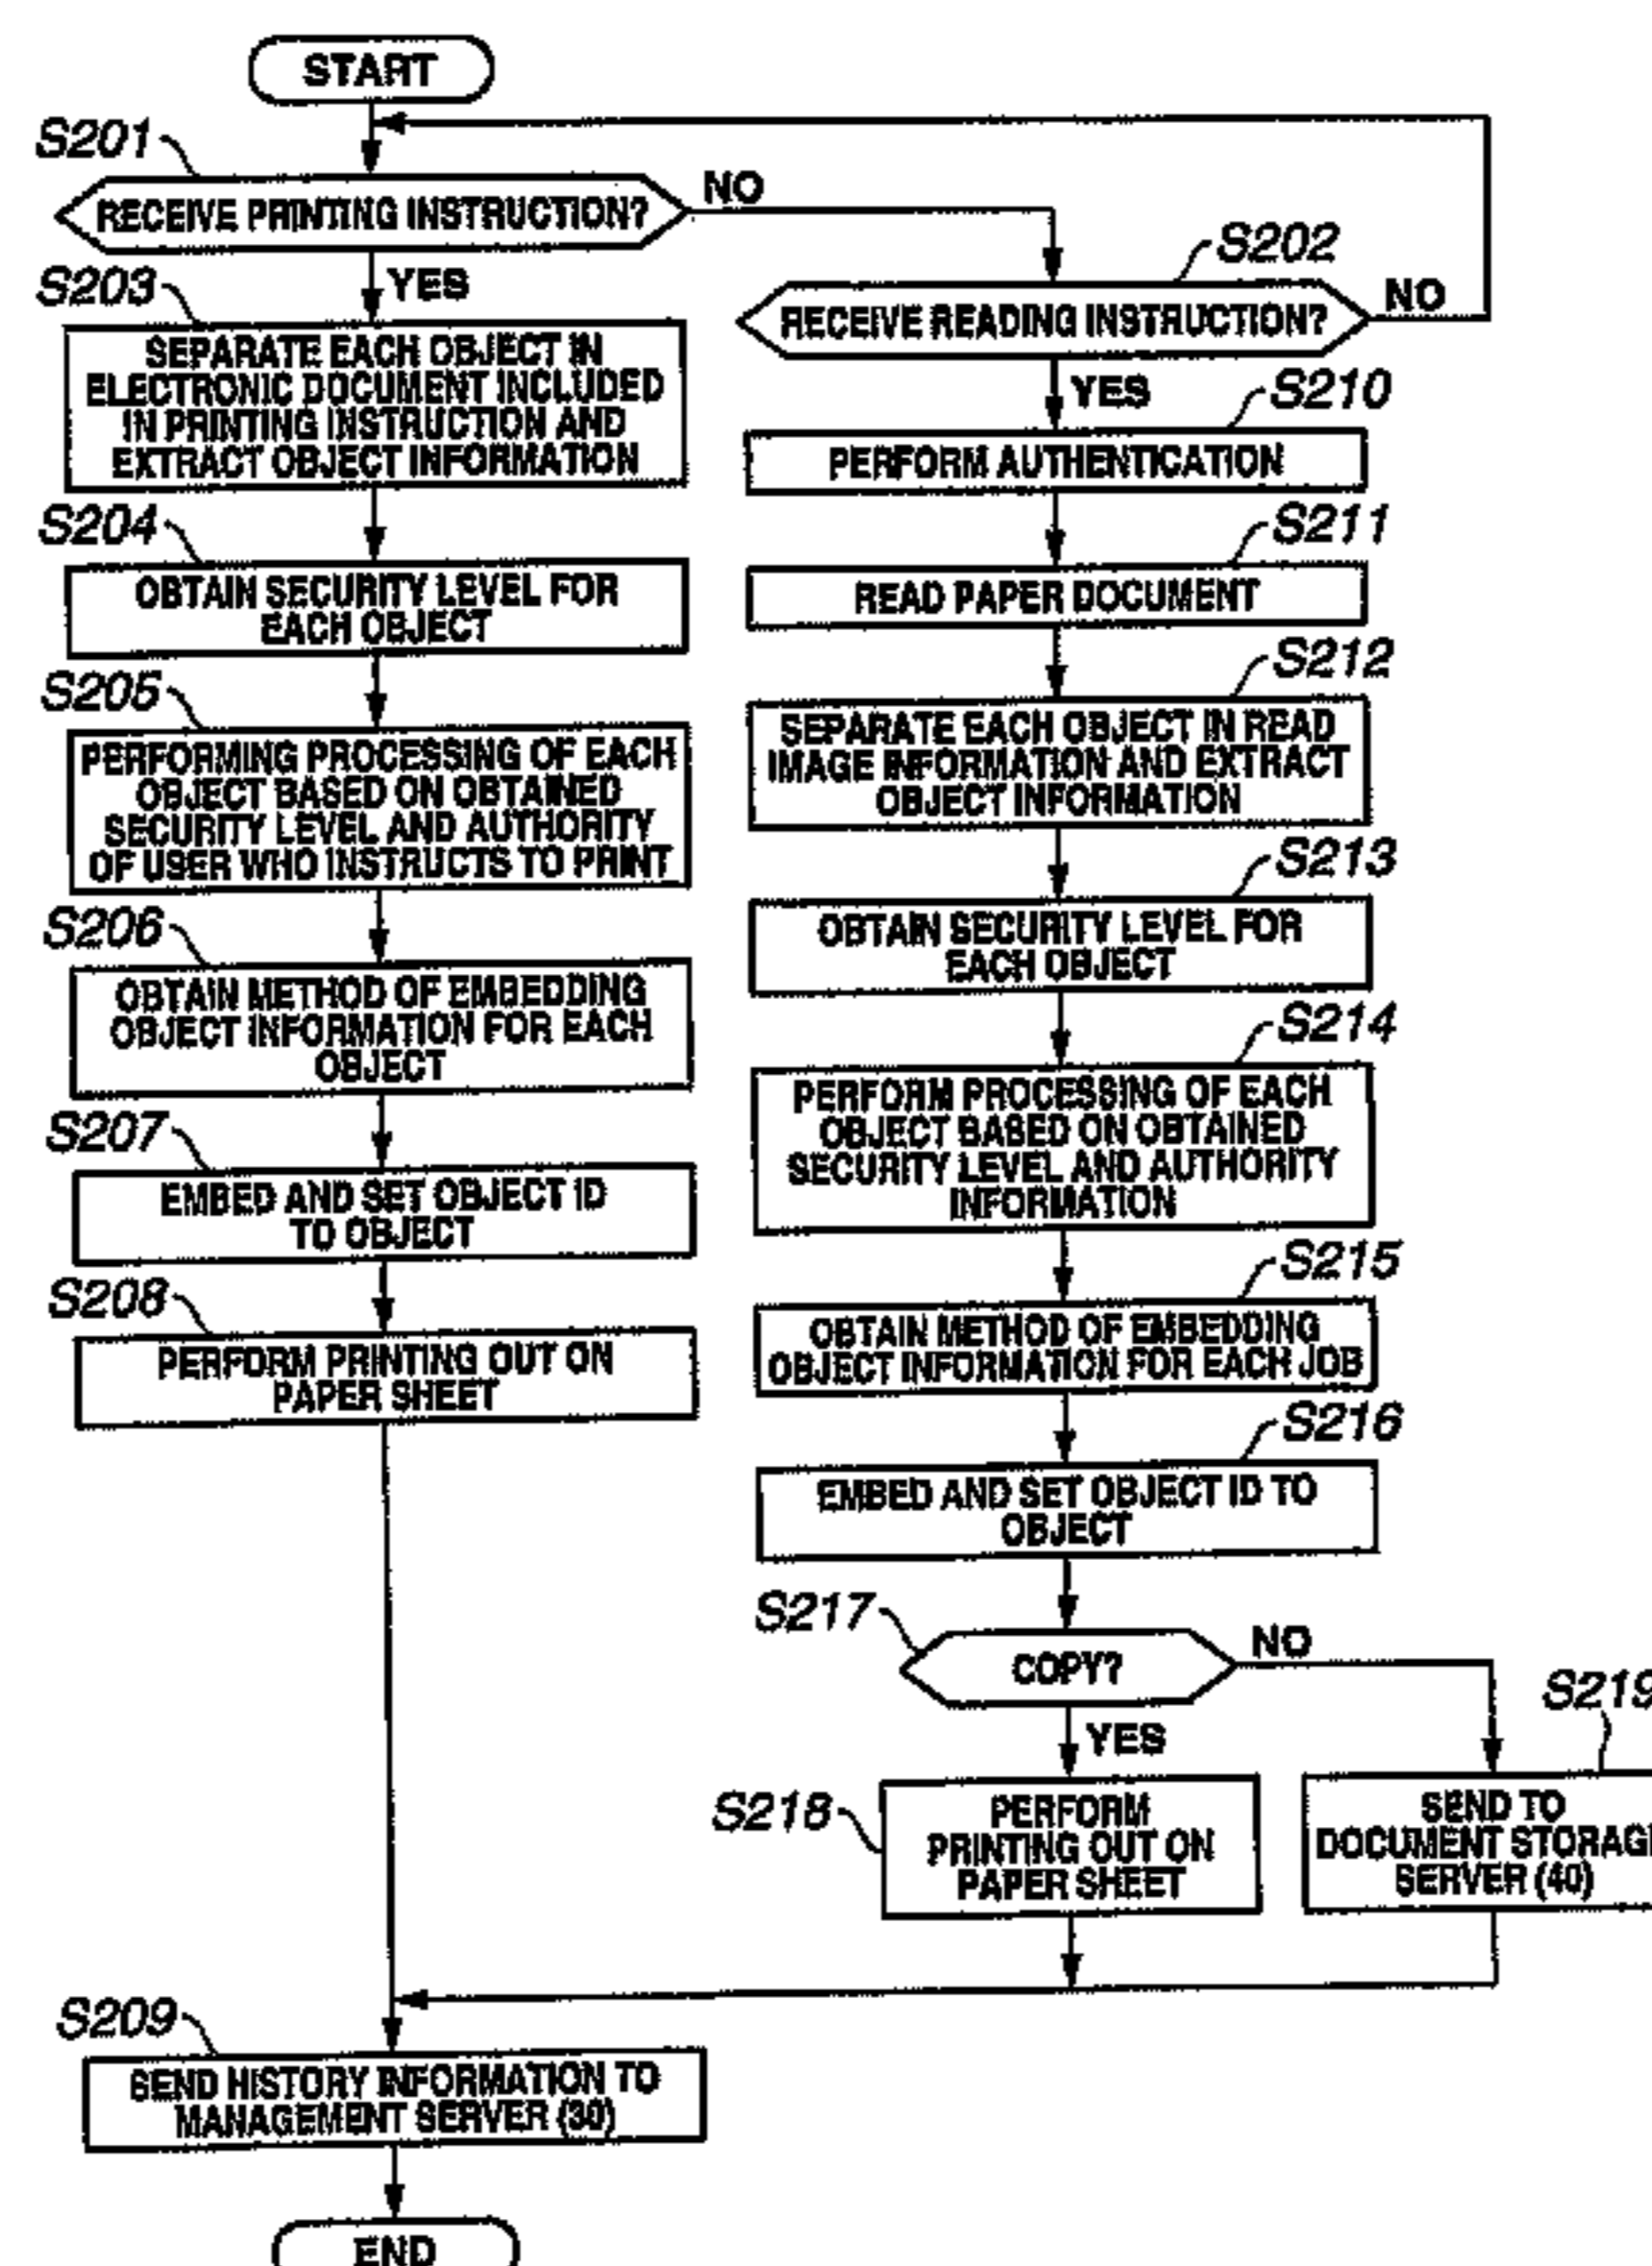 START
S201
RECEIVE PRINTING INSTRUCTION?
NO
YES
S202
RECEIVE READING INSTRUCTION?
NO
YES
S203
SEPARATE EACH OBJECT IN
ELECTRONIC DOCUMENT INCLUDED
IN PRINTING INSTRUCTION AND
EXTRACT OBJECT INFORMATION
S204
OBTAIN SECURITY LEVEL FOR
EACH OBJECT
S205
PERFORMING PROCESSING OF EACH
OBJECT BASED ON OBTAINED
SECURITY LEVEL AND AUTHORITY
OF USER WHO INSTRUCTS TO PRINT
S206
OBTAIN METHOD OF EMBEDDING
OBJECT INFORMATION FOR EACH
OBJECT
S207
EMBED AND SET OBJECT ID
TO OBJECT
S208
PERFORM PRINTING OUT ON
PAPER SHEET
S210
PERFORM AUTHENTICATION
S211
READ PAPER DOCUMENT
S212
SEPARATE EACH OBJECT IN READ
IMAGE INFORMATION AND EXTRACT
OBJECT INFORMATION
S213
OBTAIN SECURITY LEVEL FOR
EACH OBJECT
S214
PERFORM PROCESSING OF EACH
OBJECT BASED ON OBTAINED
SECURITY LEVEL AND AUTHORITY
INFORMATION
S215
OBTAIN METHOD OF EMBEDDING
OBJECT INFORMATION FOR EACH JOB
S216
EMBED AND SET OBJECT ID TO
OBJECT
S217
COPY?
NO
YES
S218
PERFORM
PRINTING OUT ON
PAPER SHEET
S219
SEND TO
DOCUMENT STORAGE
SERVER (40)
S209
SEND HISTORY INFORMATION TO
MANAGEMENT SERVER (30)
END